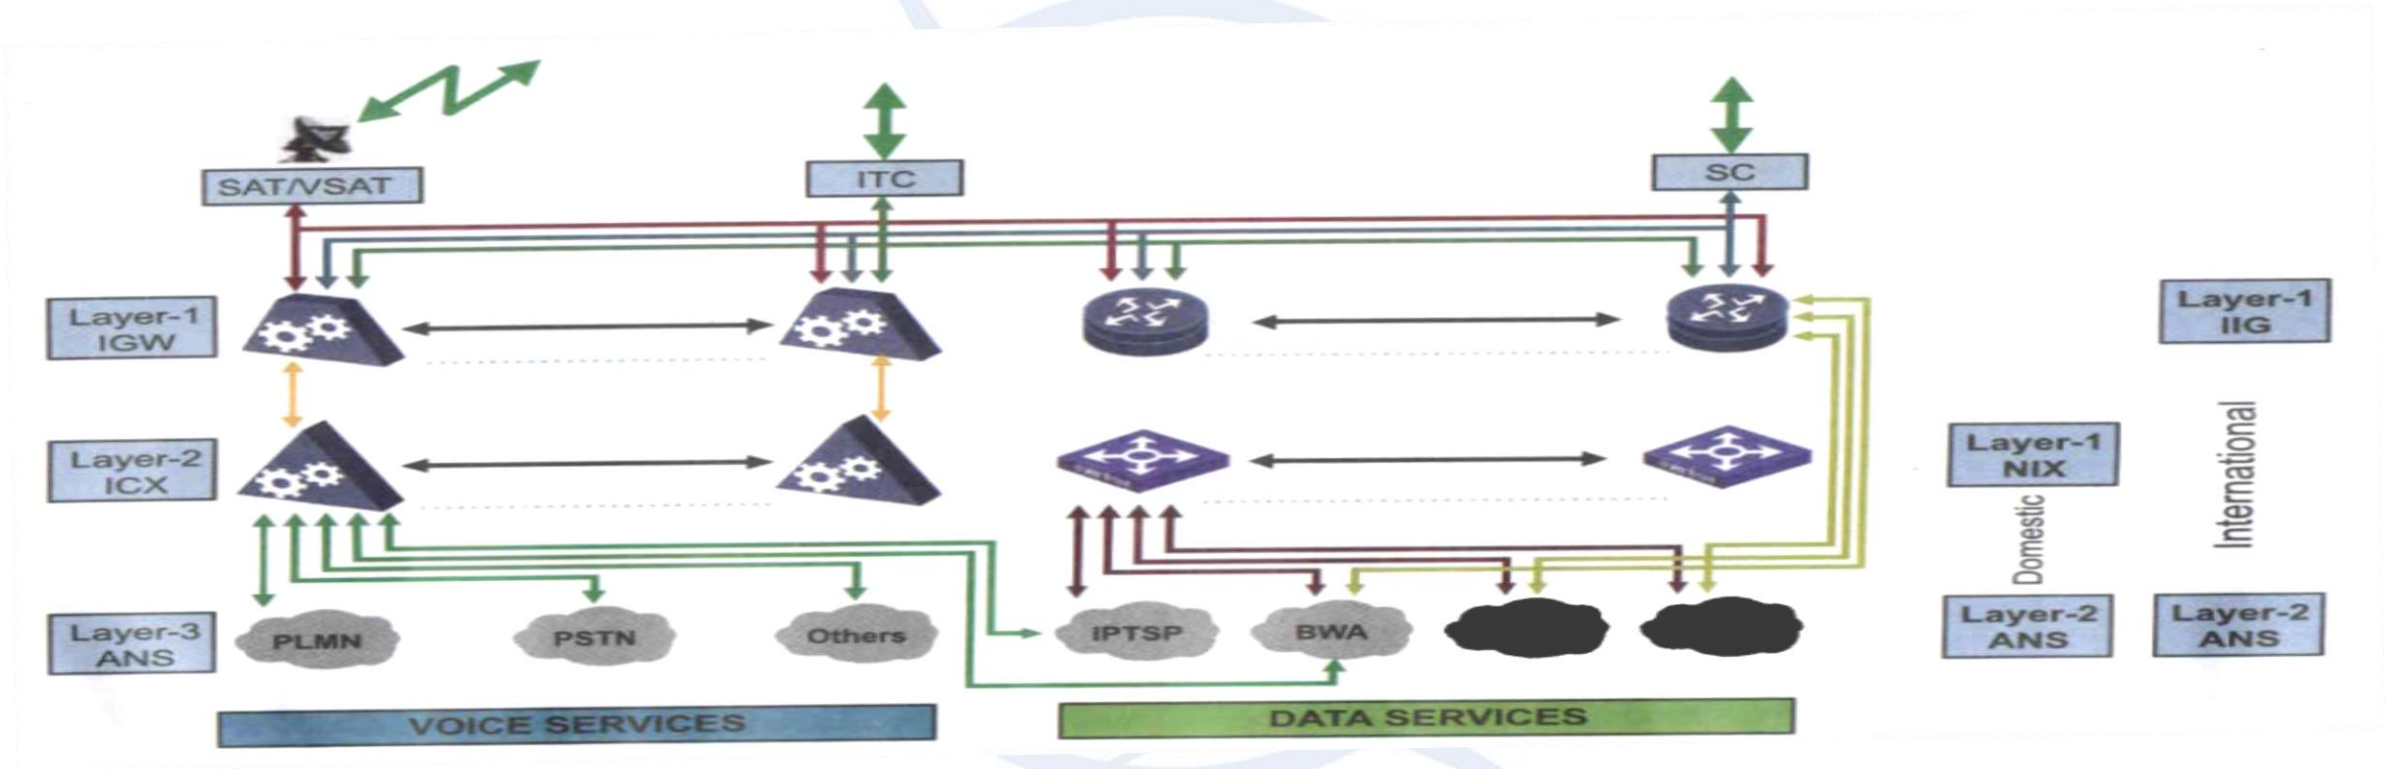 SAT/VSAT
ITC
SC
Layer-1
IGW
Layer-1
IIG
Layer-2
ICX
Layer-1
NIX
Domestic
International
Layer-3
ANS
PLMN
PSTN
Others
IPTSP
BWA
Layer-2
ANS
Layer-2
ANS
VOICE SERVICES
DATA SERVICES